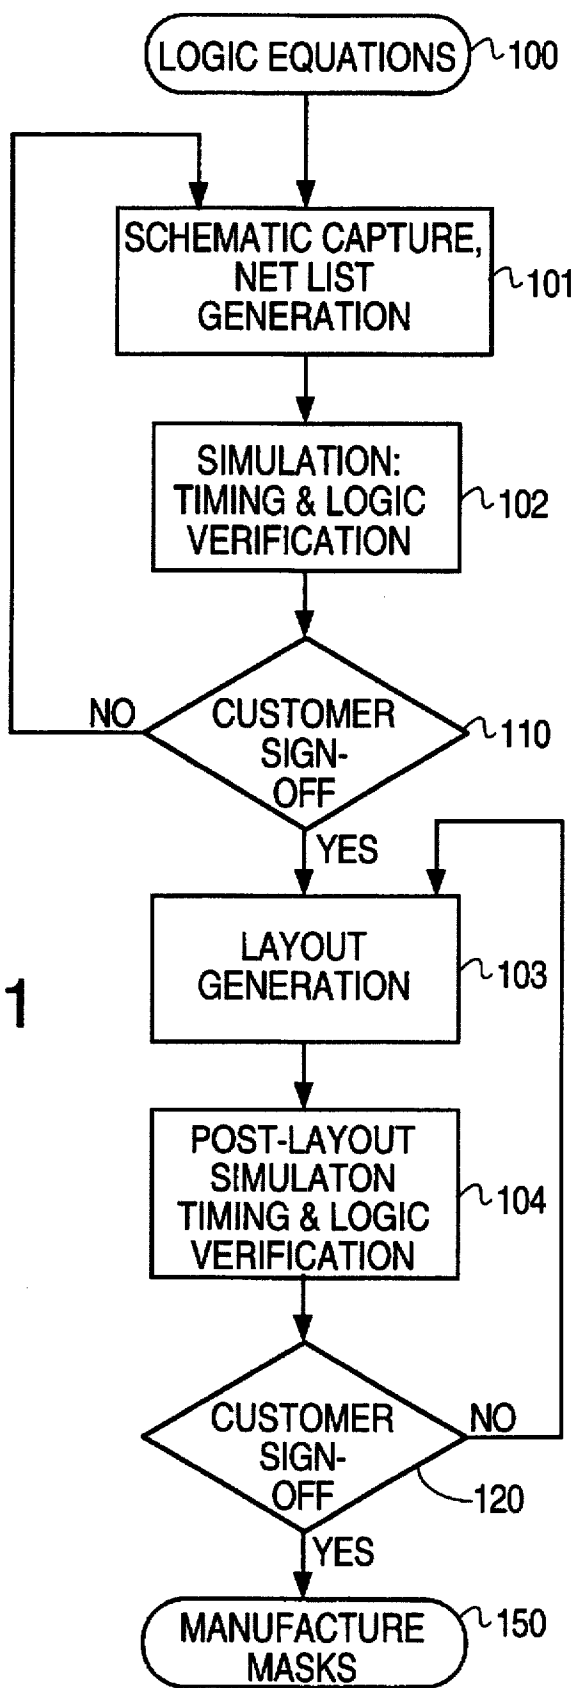 LOGIC EQUATIONS
100
SCHEMATIC CAPTURE,
NET LIST
GENERATION
101
SIMULATION:
TIMING & LOGIC
VERIFICATION
102
NO
CUSTOMER
SIGN-
OFF
110
YES
LAYOUT
GENERATION
103
1
POST-LAYOUT
SIMULATON
TIMING & LOGIC
VERIFICATION
104
CUSTOMER
SIGN-
OFF
NO
120
YES
MANUFACTURE
MASKS
150